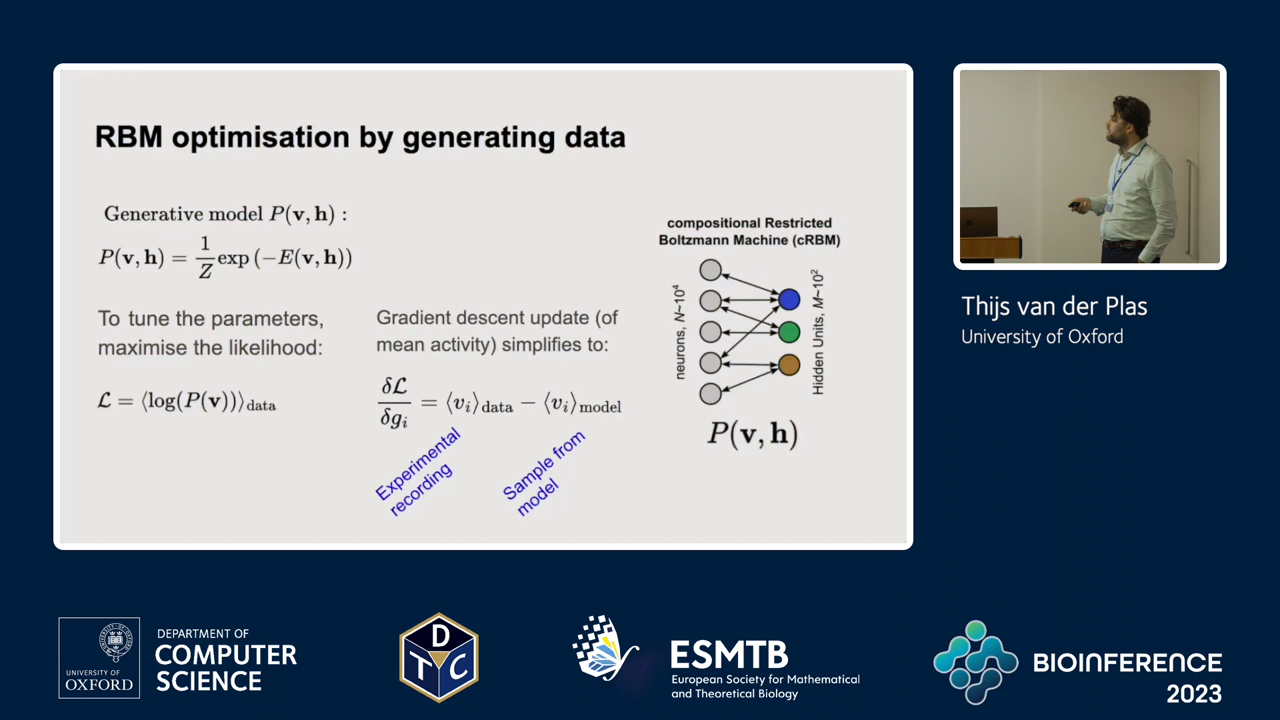 RBM optimisation by generating data
Generative model P(v, h) :
P(v, h) = 1/Z exp (−E(v, h))
To tune the parameters,
maximise the likelihood:
ℒ = ⟨log(P(v))⟩data
Gradient descent update (of
mean activity) simplifies to:
δℒ/δgᵢ = ⟨vᵢ⟩data − ⟨vᵢ⟩model
Experimental
recording
Sample from
model
compositional Restricted
Boltzmann Machine (cRBM)
neurons, N~10⁴
Hidden Units, M~10²
P(v, h)
Thijs van der Plas
University of Oxford
UNIVERSITY OF
OXFORD
DEPARTMENT OF
COMPUTER
SCIENCE
D
T C
ESMTB
European Society for Mathematical
and Theoretical Biology
BIOINFERENCE
2023